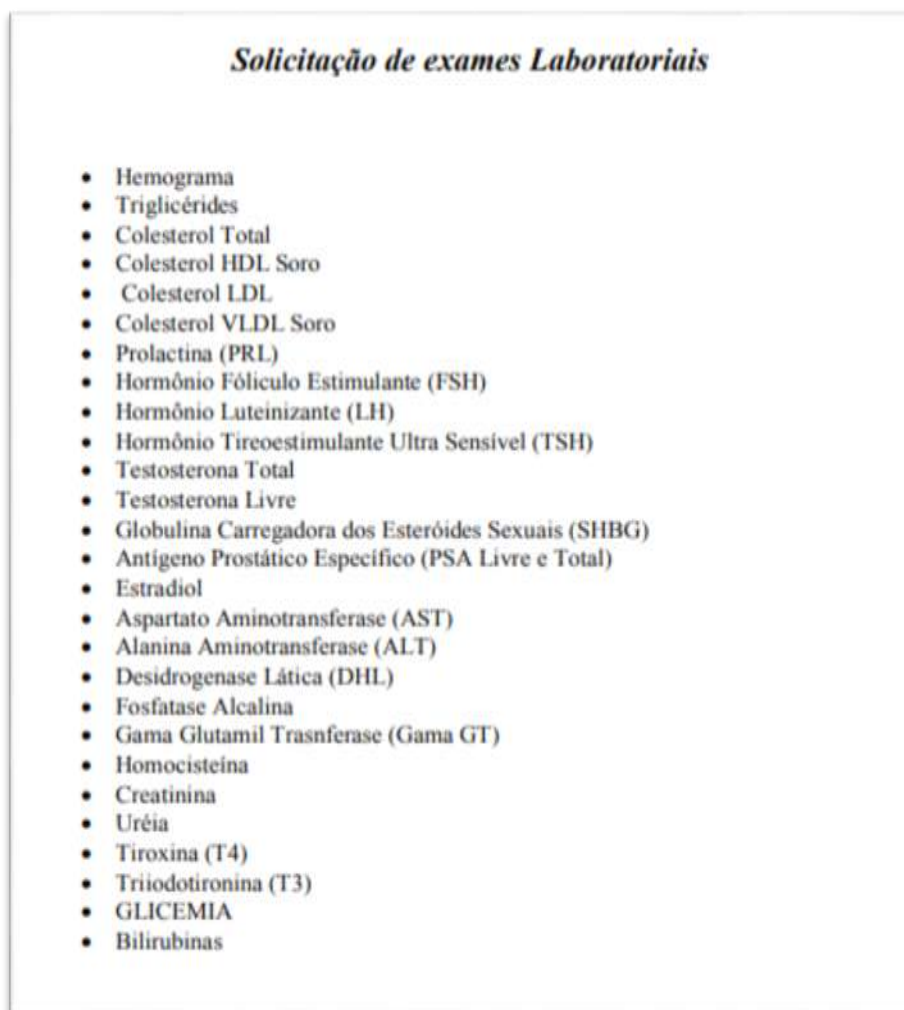 Solicitação de exames Laboratoriais
• Hemograma
• Triglicérides
• Colesterol Total
• Colesterol HDL Soro
• Colesterol LDL
• Colesterol VLDL Soro
• Prolactina (PRL)
• Hormônio Fóliculo Estimulante (FSH)
• Hormônio Luteinizante (LH)
• Hormônio Tireoestimulante Ultra Sensível (TSH)
• Testosterona Total
• Testosterona Livre
• Globulina Carregadora dos Esteróides Sexuais (SHBG)
• Antígeno Prostático Específico (PSA Livre e Total)
• Estradiol
• Aspartato Aminotransferase (AST)
• Alanina Aminotransferase (ALT)
• Desidrogenase Lática (DHL)
• Fosfatase Alcalina
• Gama Glutamil Trasnferase (Gama GT)
• Homocisteína
• Creatinina
• Uréia
• Tiroxina (T4)
• Triiodotironina (T3)
• GLICEMIA
• Bilirubinas